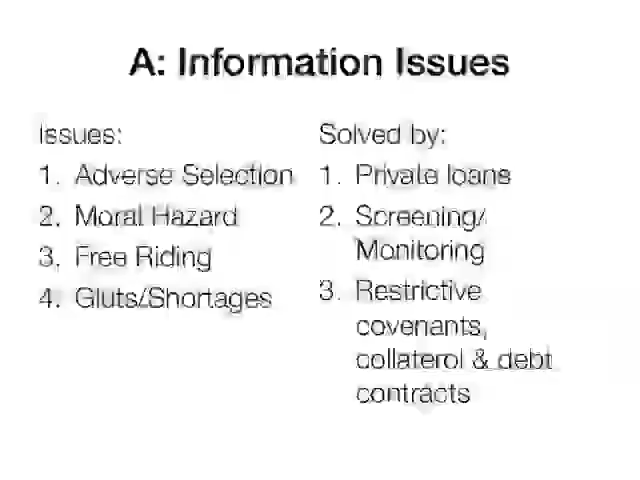 A: Information Issues
Issues:
1. Adverse Selection
2. Moral Hazard
3. Free Riding
4. Gluts/Shortages
Solved by:
1. Private loans
2. Screening/
Monitoring
3. Restrictive
covenants,
collaterol & debt
contracts